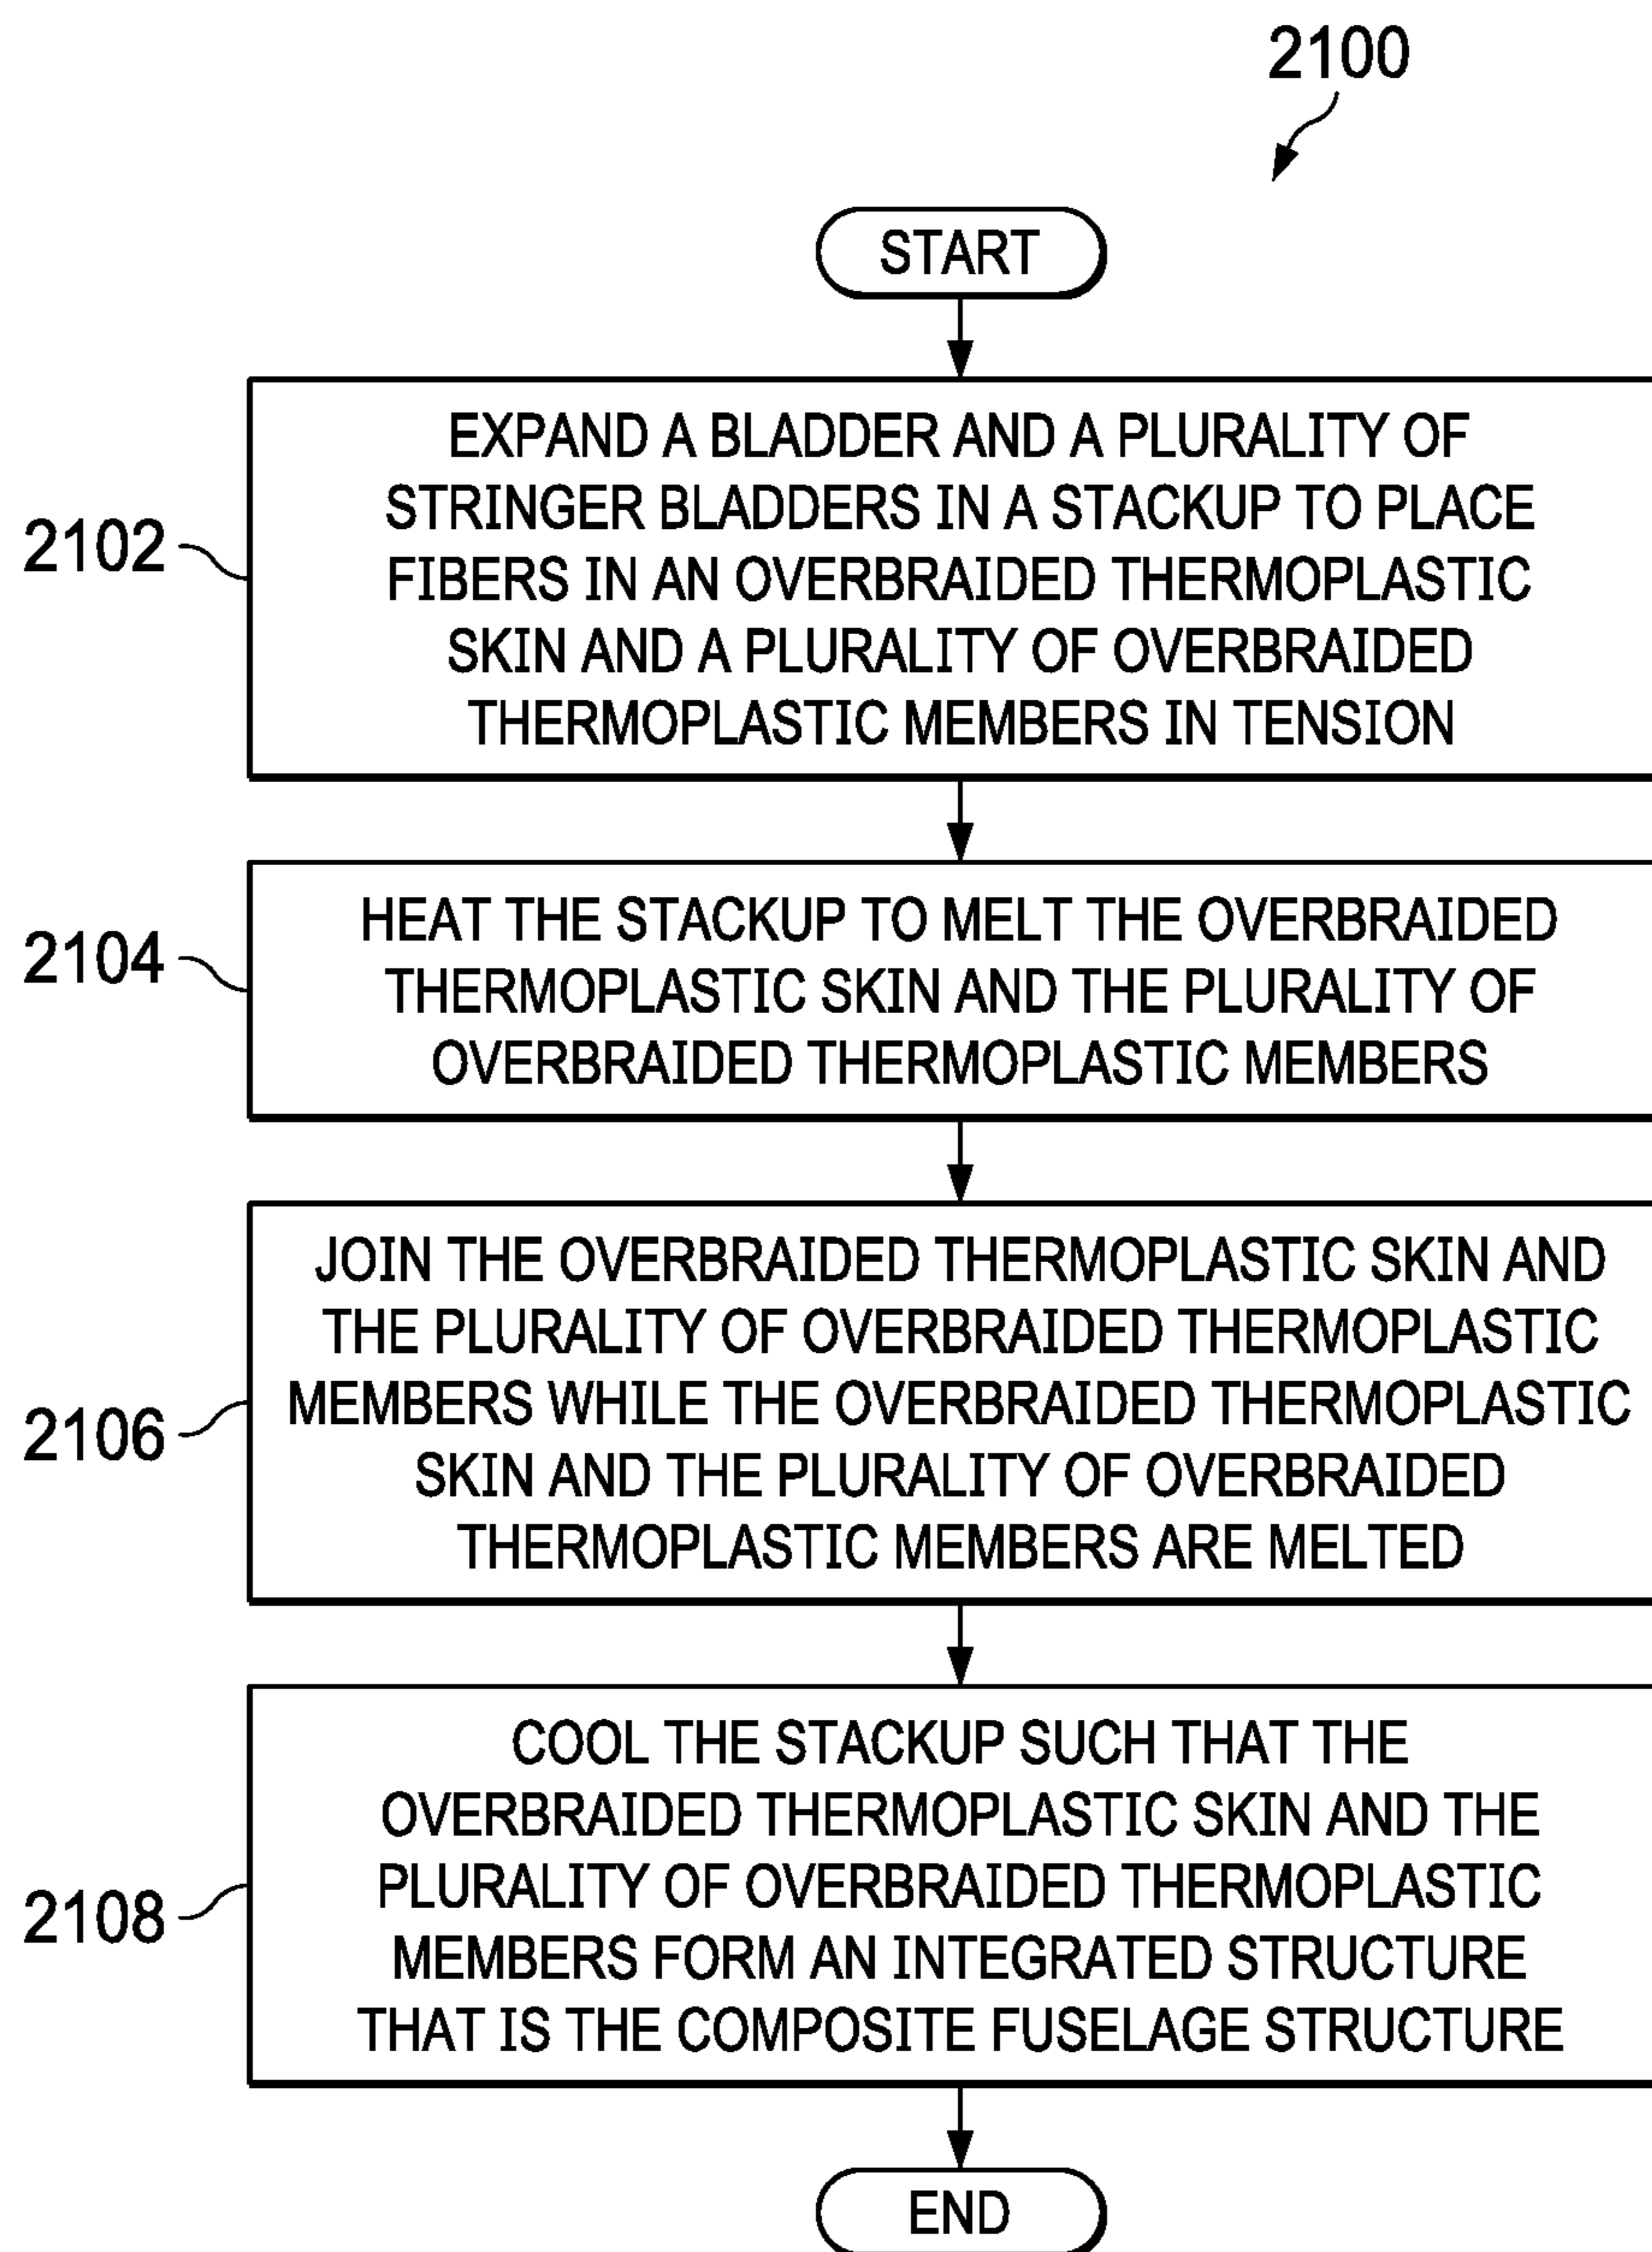 2100
START
2102
EXPAND A BLADDER AND A PLURALITY OF
STRINGER BLADDERS IN A STACKUP TO PLACE
FIBERS IN AN OVERBRAIDED THERMOPLASTIC
SKIN AND A PLURALITY OF OVERBRAIDED
THERMOPLASTIC MEMBERS IN TENSION
2104
HEAT THE STACKUP TO MELT THE OVERBRAIDED
THERMOPLASTIC SKIN AND THE PLURALITY OF
OVERBRAIDED THERMOPLASTIC MEMBERS
2106
JOIN THE OVERBRAIDED THERMOPLASTIC SKIN AND
THE PLURALITY OF OVERBRAIDED THERMOPLASTIC
MEMBERS WHILE THE OVERBRAIDED THERMOPLASTIC
SKIN AND THE PLURALITY OF OVERBRAIDED
THERMOPLASTIC MEMBERS ARE MELTED
2108
COOL THE STACKUP SUCH THAT THE
OVERBRAIDED THERMOPLASTIC SKIN AND THE
PLURALITY OF OVERBRAIDED THERMOPLASTIC
MEMBERS FORM AN INTEGRATED STRUCTURE
THAT IS THE COMPOSITE FUSELAGE STRUCTURE
END